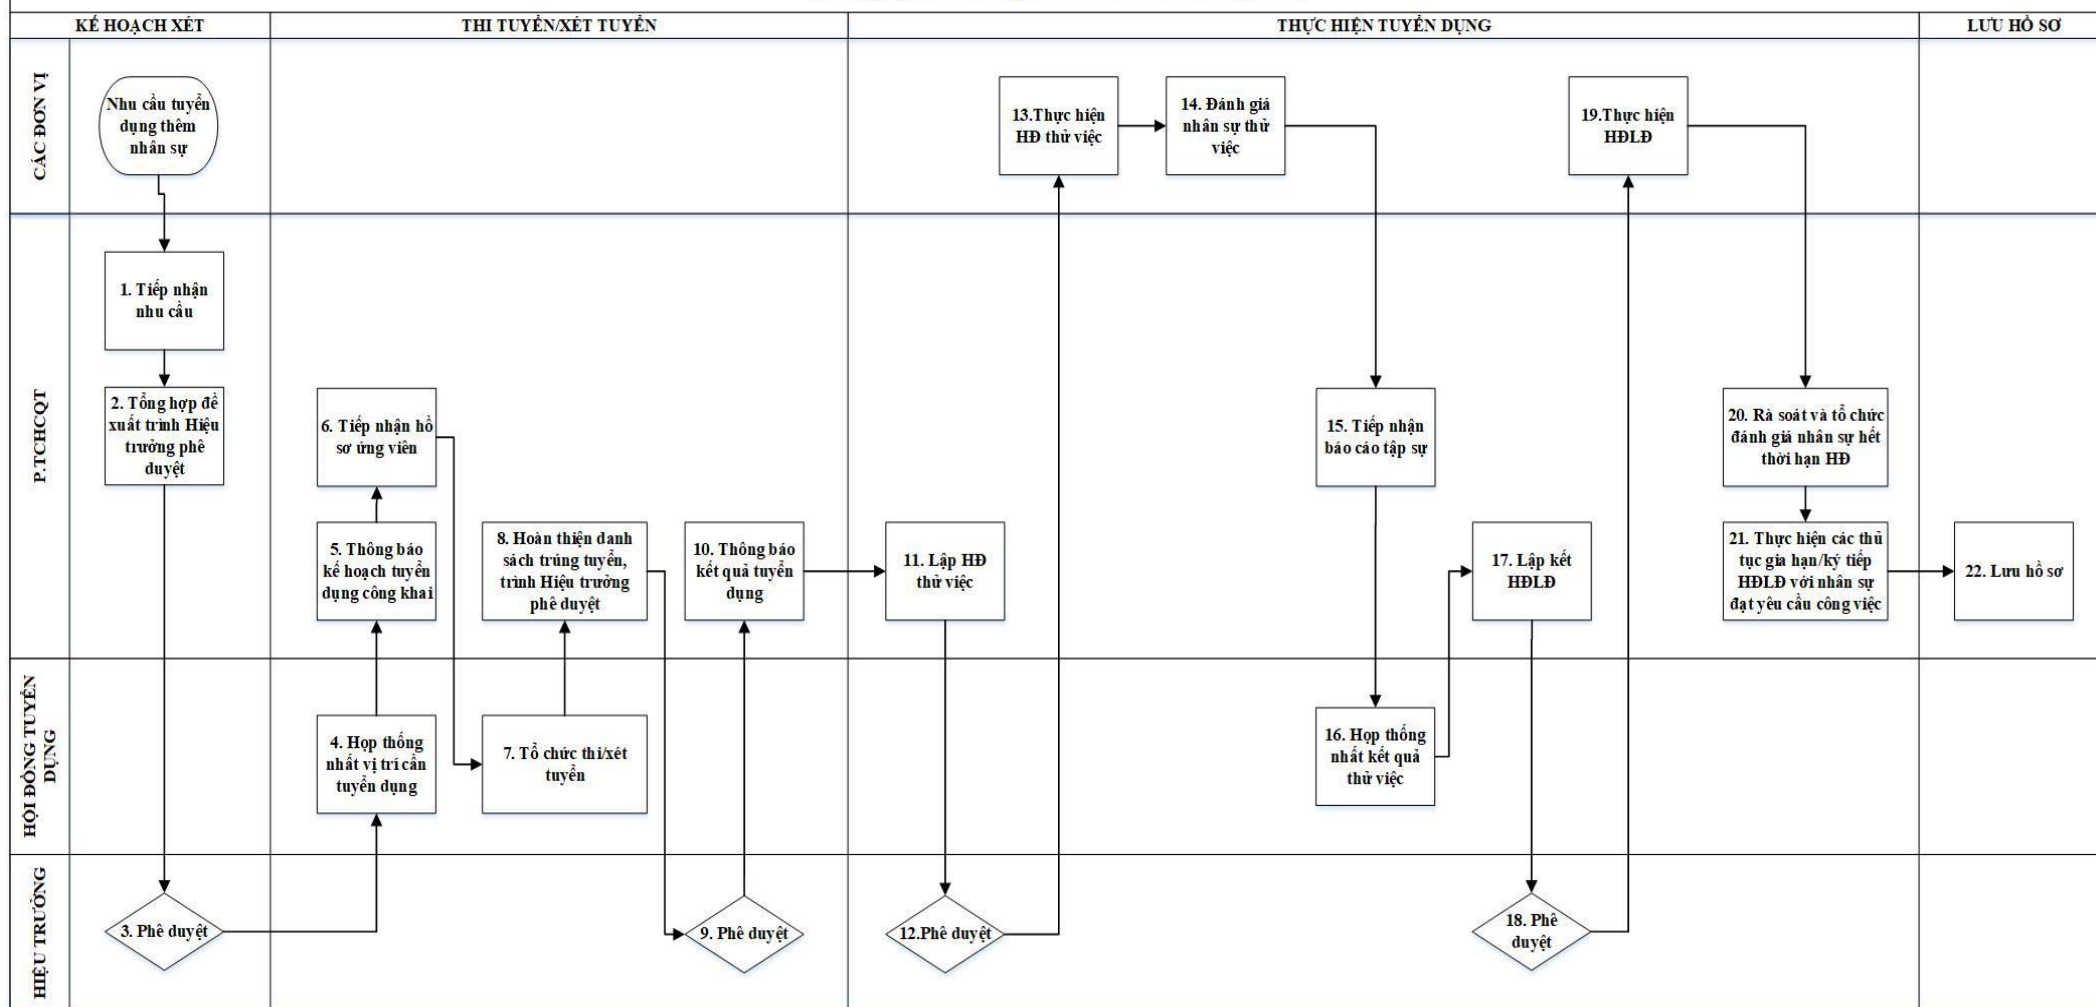 KẾ HOẠCH XÉT
THI TUYỂN/XÉT TUYỂN
THỰC HIỆN TUYỂN DỤNG
LƯU HỒ SƠ
CÁC ĐƠN VỊ
Nhu cầu tuyển
dụng thêm
nhân sự
13.Thực hiện
HĐ thử việc
14. Đánh giá
nhân sự thử
việc
19.Thực hiện
HĐLĐ
P.TCHCQT
1. Tiếp nhận
nhu cầu
2. Tổng hợp đề
xuất trình Hiệu
trưởng phê
duyệt
6. Tiếp nhận hồ
sơ ứng viên
5. Thông báo
kế hoạch tuyển
dụng công khai
8. Hoàn thiện danh
sách trúng tuyển,
trình Hiệu trưởng
phê duyệt
10. Thông báo
kết quả tuyển
dụng
11. Lập HĐ
thử việc
15. Tiếp nhận
báo cáo tập sự
17. Lập kết
HĐLĐ
20. Rà soát và tổ chức
đánh giá nhân sự hết
thời hạn HĐ
21. Thực hiện các thủ
tục gia hạn/ký tiếp
HĐLĐ với nhân sự
đạt yêu cầu công việc
22. Lưu hồ sơ
HỘI ĐỒNG TUYỂN
DỤNG
4. Họp thống
nhất vị trí cần
tuyển dụng
7. Tổ chức thi/xét
tuyển
16. Họp thống
nhất kết quả
thử việc
HIỆU TRƯỞNG
3. Phê duyệt
9. Phê duyệt
12.Phê duyệt
18. Phê
duyệt